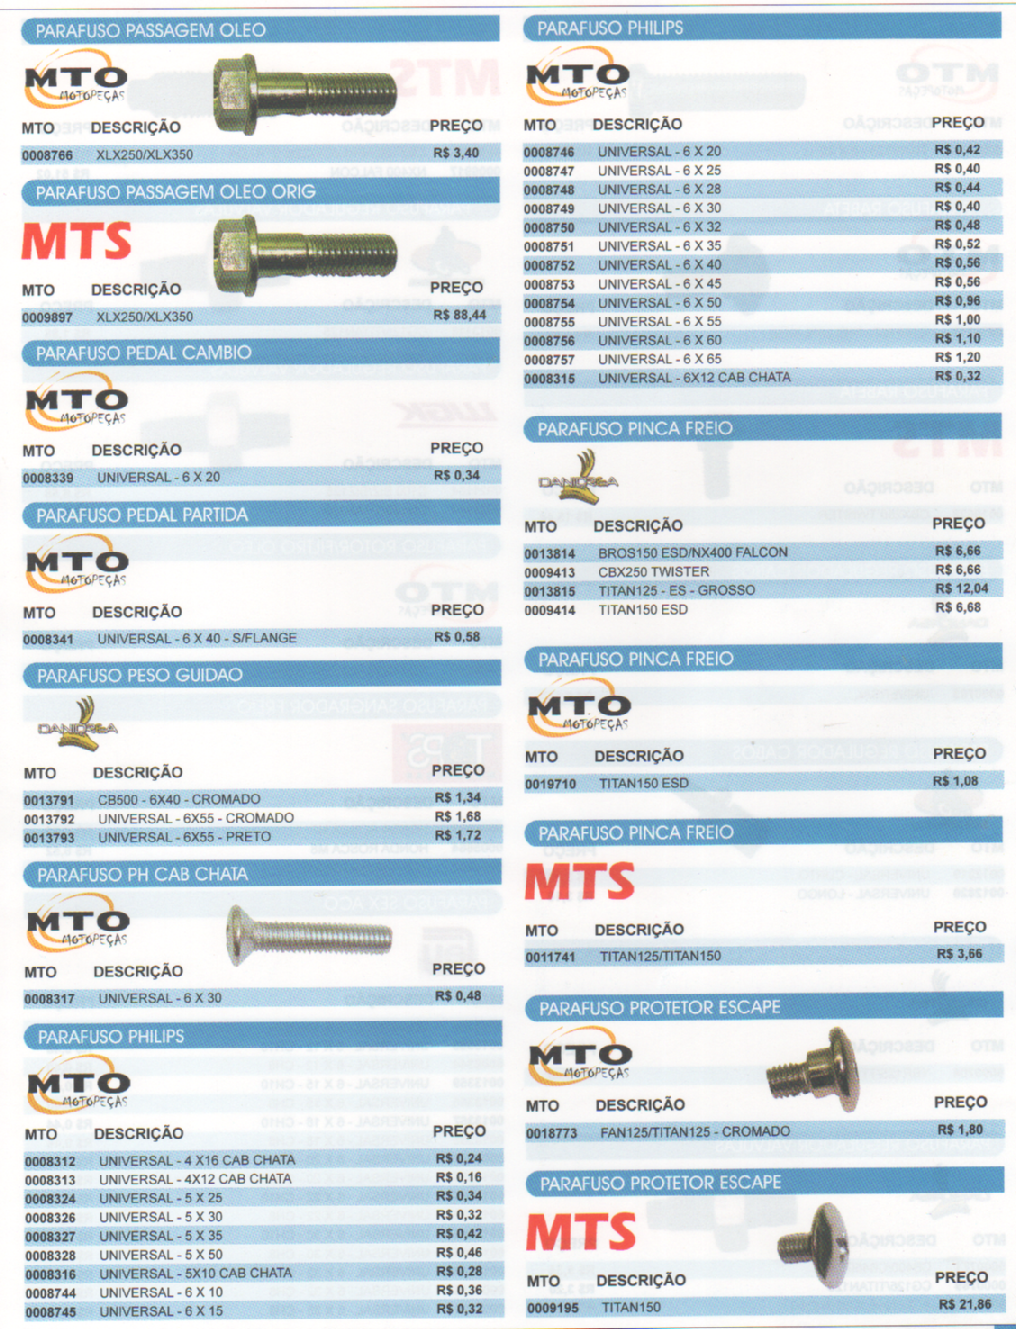 PARAFUSO PASSAGEM OLEO
MTO
MOTOPEÇAS
MTO DESCRIÇÃO PREÇO
0008766 XLX250/XLX350 R$ 3,40
PARAFUSO PASSAGEM OLEO ORIG
MTS
MTO DESCRIÇÃO PREÇO
0009897 XLX250/XLX350 R$ 88,44
PARAFUSO PEDAL CAMBIO
MTO
MOTOPEÇAS
MTO DESCRIÇÃO PREÇO
0008339 UNIVERSAL - 6 X 20 R$ 0,34
PARAFUSO PEDAL PARTIDA
MTO
MOTOPEÇAS
MTO DESCRIÇÃO PREÇO
0008341 UNIVERSAL - 6 X 40 - S/FLANGE R$ 0,58
PARAFUSO PESO GUIDAO
DANIDREA
MTO DESCRIÇÃO PREÇO
0013791 CB500 - 6X40 - CROMADO R$ 1,34
0013792 UNIVERSAL - 6X55 - CROMADO R$ 1,68
0013793 UNIVERSAL - 6X55 - PRETO R$ 1,72
PARAFUSO PH CAB CHATA
MTO
MOTOPEÇAS
MTO DESCRIÇÃO PREÇO
0008317 UNIVERSAL - 6 X 30 R$ 0,48
PARAFUSO PHILIPS
MTO
MOTOPEÇAS
MTO DESCRIÇÃO PREÇO
0008312 UNIVERSAL - 4 X16 CAB CHATA R$ 0,24
0008313 UNIVERSAL - 4X12 CAB CHATA R$ 0,16
0008324 UNIVERSAL - 5 X 25 R$ 0,34
0008326 UNIVERSAL - 5 X 30 R$ 0,32
0008327 UNIVERSAL - 5 X 35 R$ 0,42
0008328 UNIVERSAL - 5 X 50 R$ 0,46
0008316 UNIVERSAL - 5X10 CAB CHATA R$ 0,28
0008744 UNIVERSAL - 6 X 10 R$ 0,36
0008745 UNIVERSAL - 6 X 15 R$ 0,32
PARAFUSO PHILIPS
MTO
MOTOPEÇAS
MTO DESCRIÇÃO PREÇO
0008746 UNIVERSAL - 6 X 20 R$ 0,42
0008747 UNIVERSAL - 6 X 25 R$ 0,40
0008748 UNIVERSAL - 6 X 28 R$ 0,44
0008749 UNIVERSAL - 6 X 30 R$ 0,40
0008750 UNIVERSAL - 6 X 32 R$ 0,48
0008751 UNIVERSAL - 6 X 35 R$ 0,52
0008752 UNIVERSAL - 6 X 40 R$ 0,56
0008753 UNIVERSAL - 6 X 45 R$ 0,56
0008754 UNIVERSAL - 6 X 50 R$ 0,96
0008755 UNIVERSAL - 6 X 55 R$ 1,00
0008756 UNIVERSAL - 6 X 60 R$ 1,10
0008757 UNIVERSAL - 6 X 65 R$ 1,20
0008315 UNIVERSAL - 6X12 CAB CHATA R$ 0,32
PARAFUSO PINCA FREIO
DANIDREA
MTO DESCRIÇÃO PREÇO
0013814 BROS150 ESD/NX400 FALCON R$ 6,66
0009413 CBX250 TWISTER R$ 6,66
0013815 TITAN125 - ES - GROSSO R$ 12,04
0009414 TITAN150 ESD R$ 6,68
PARAFUSO PINCA FREIO
MTO
MOTOPEÇAS
MTO DESCRIÇÃO PREÇO
0019710 TITAN150 ESD R$ 1,08
PARAFUSO PINCA FREIO
MTS
MTO DESCRIÇÃO PREÇO
0011741 TITAN125/TITAN150 R$ 3,66
PARAFUSO PROTETOR ESCAPE
MTO
MOTOPEÇAS
MTO DESCRIÇÃO PREÇO
0018773 FAN125/TITAN125 - CROMADO R$ 1,80
PARAFUSO PROTETOR ESCAPE
MTS
MTO DESCRIÇÃO PREÇO
0009195 TITAN150 R$ 21,86